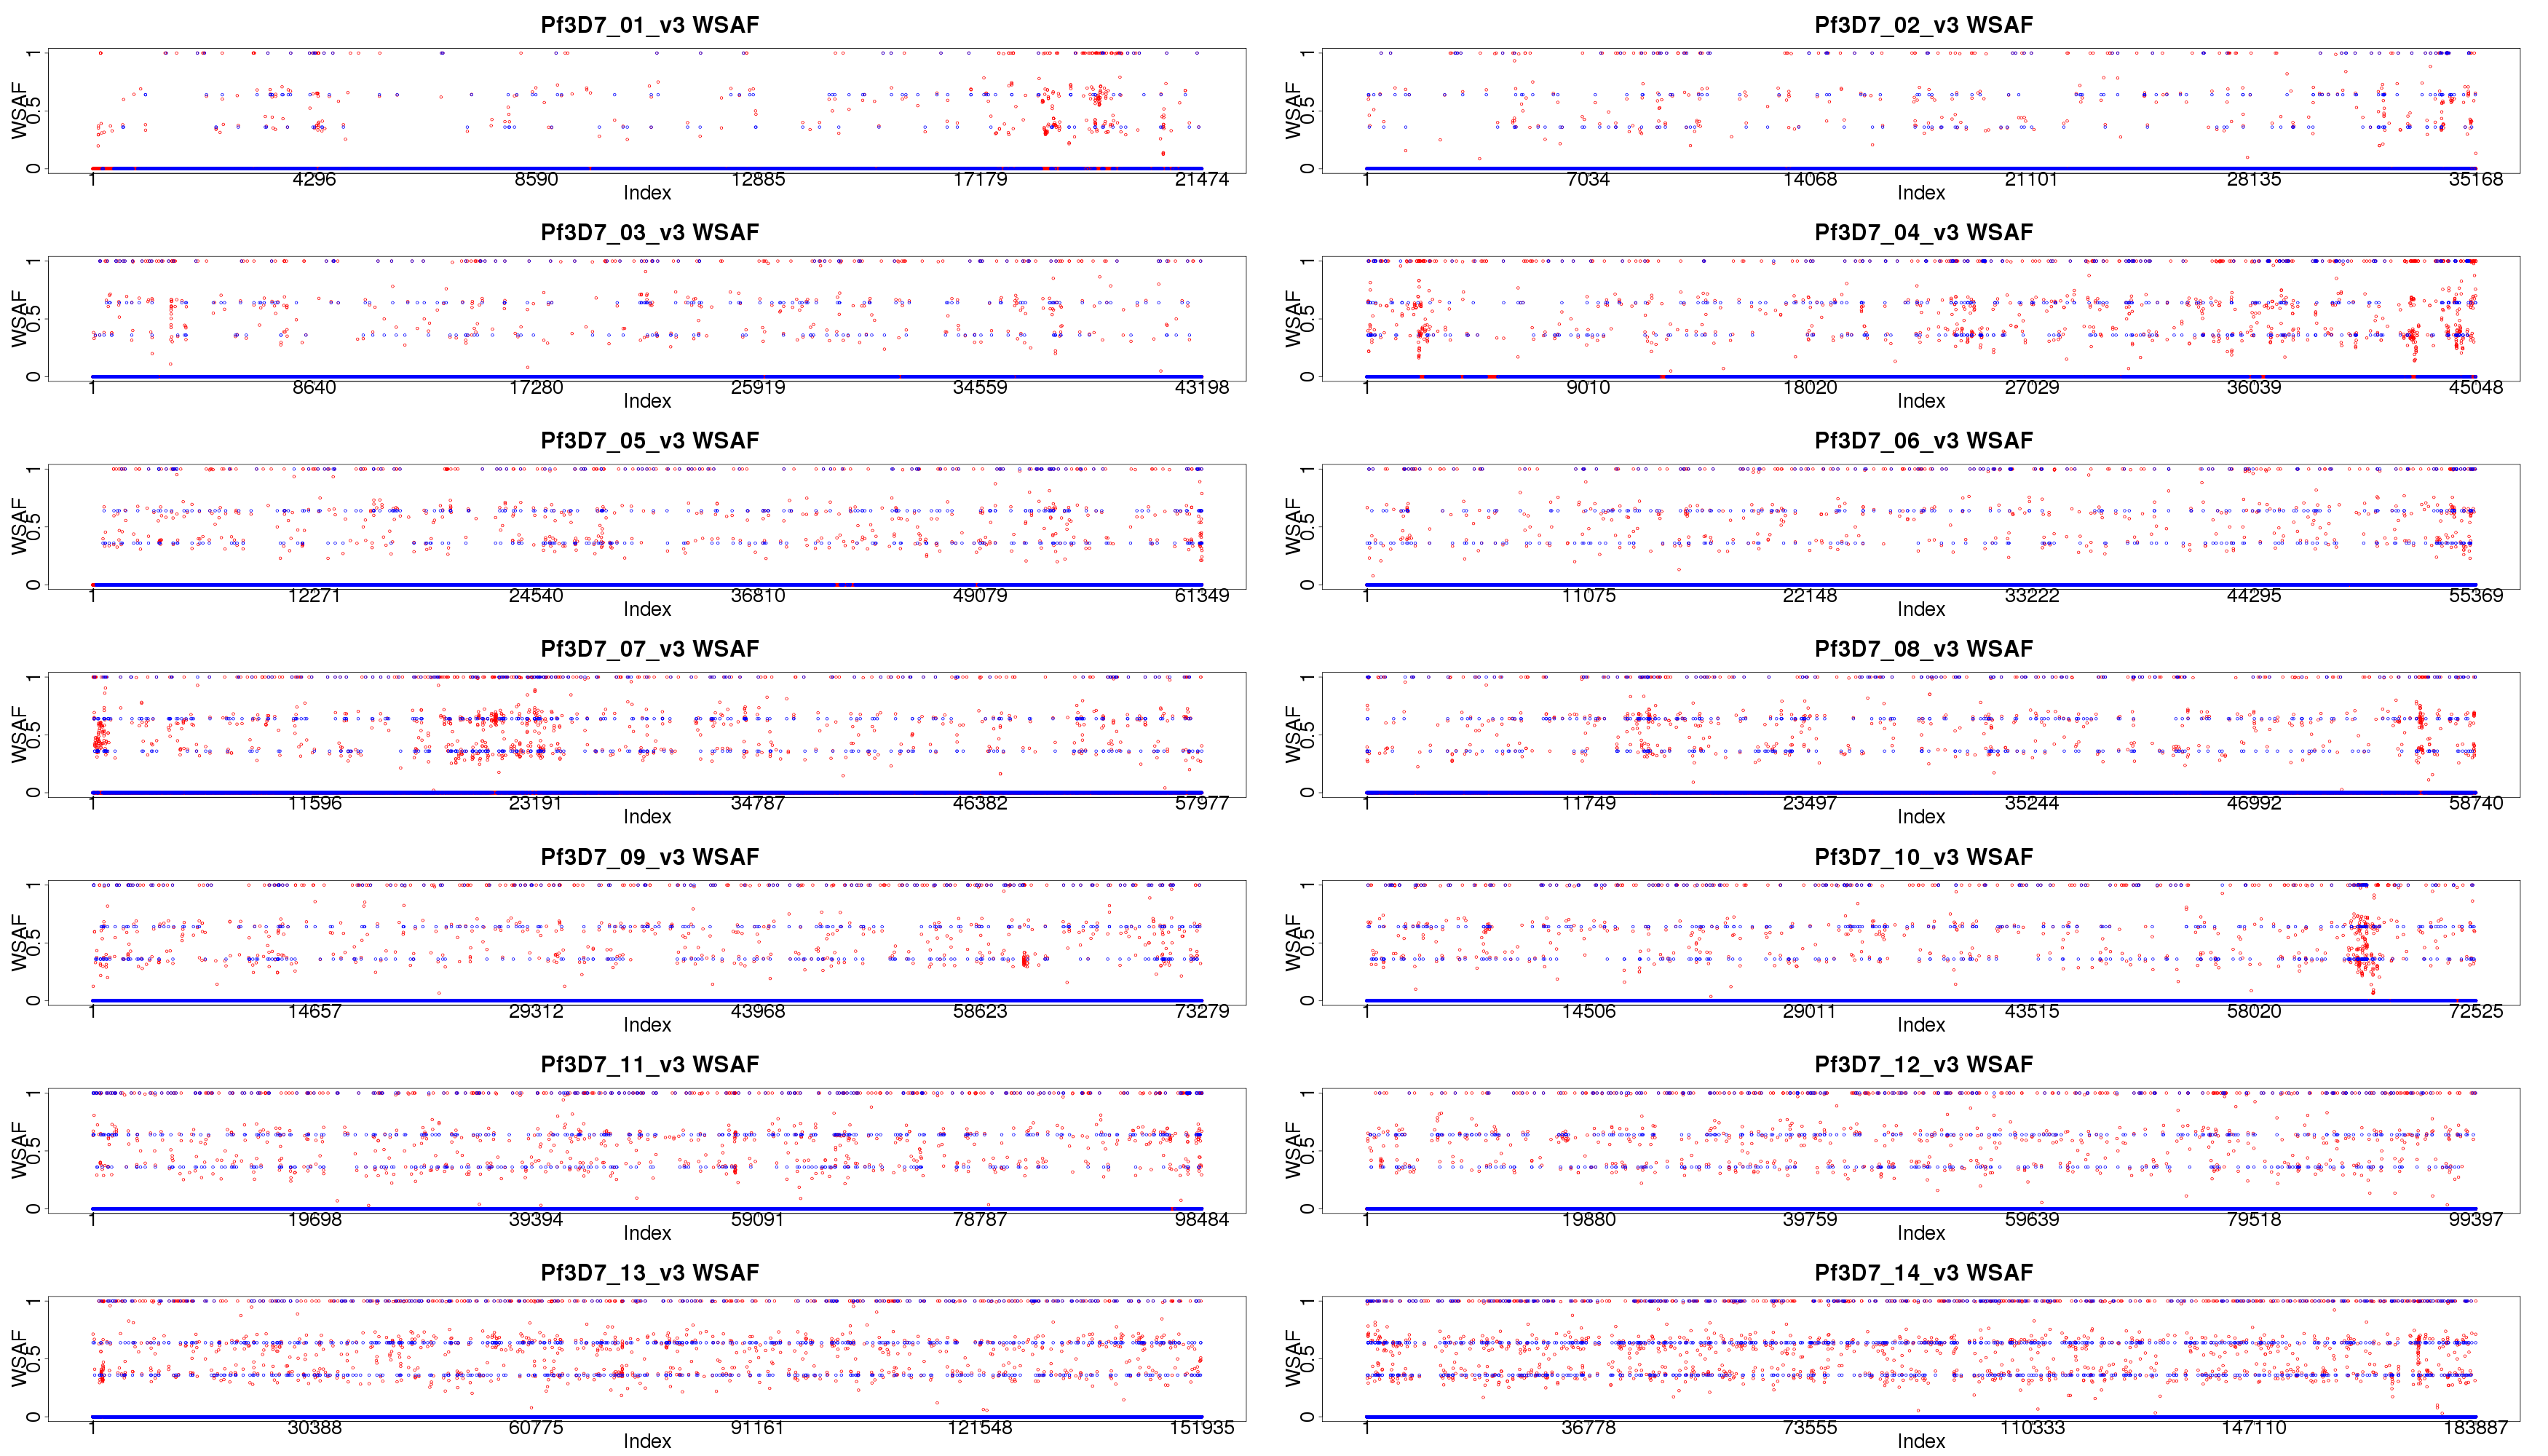 Pf3D7_01_v3 WSAF
WSAF
0 0.5 1
1 4296 8590 12885 17179 21474
Index
Pf3D7_02_v3 WSAF
WSAF
0 0.5 1
1 7034 14068 21101 28135 35168
Index
Pf3D7_03_v3 WSAF
WSAF
0 0.5 1
1 8640 17280 25919 34559 43198
Index
Pf3D7_04_v3 WSAF
WSAF
0 0.5 1
1 9010 18020 27029 36039 45048
Index
Pf3D7_05_v3 WSAF
WSAF
0 0.5 1
1 12271 24540 36810 49079 61349
Index
Pf3D7_06_v3 WSAF
WSAF
0 0.5 1
1 11075 22148 33222 44295 55369
Index
Pf3D7_07_v3 WSAF
WSAF
0 0.5 1
1 11596 23191 34787 46382 57977
Index
Pf3D7_08_v3 WSAF
WSAF
0 0.5 1
1 11749 23497 35244 46992 58740
Index
Pf3D7_09_v3 WSAF
WSAF
0 0.5 1
1 14657 29312 43968 58623 73279
Index
Pf3D7_10_v3 WSAF
WSAF
0 0.5 1
1 14506 29011 43515 58020 72525
Index
Pf3D7_11_v3 WSAF
WSAF
0 0.5 1
1 19698 39394 59091 78787 98484
Index
Pf3D7_12_v3 WSAF
WSAF
0 0.5 1
1 19880 39759 59639 79518 99397
Index
Pf3D7_13_v3 WSAF
WSAF
0 0.5 1
1 30388 60775 91161 121548 151935
Index
Pf3D7_14_v3 WSAF
WSAF
0 0.5 1
1 36778 73555 110333 147110 183887
Index